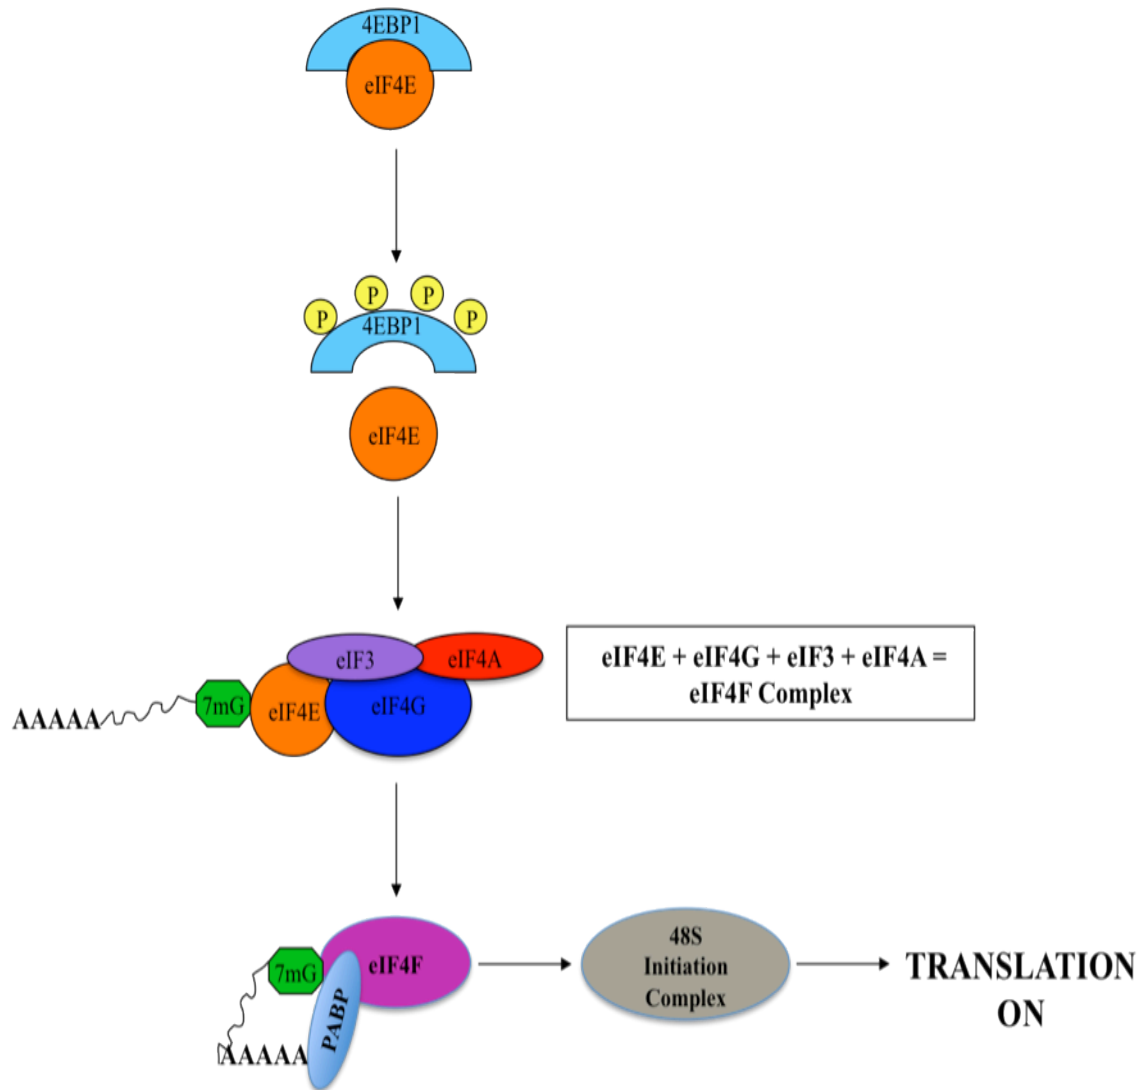 4EBP1
eIF4E
P P P P
4EBP1
eIF4E
eIF3 eIF4A
AAAAA 7mG eIF4E eIF4G
eIF4E + eIF4G + eIF3 + eIF4A =
eIF4F Complex
7mG eIF4F
PABP
AAAAA
48S
Initiation
Complex
TRANSLATION
ON